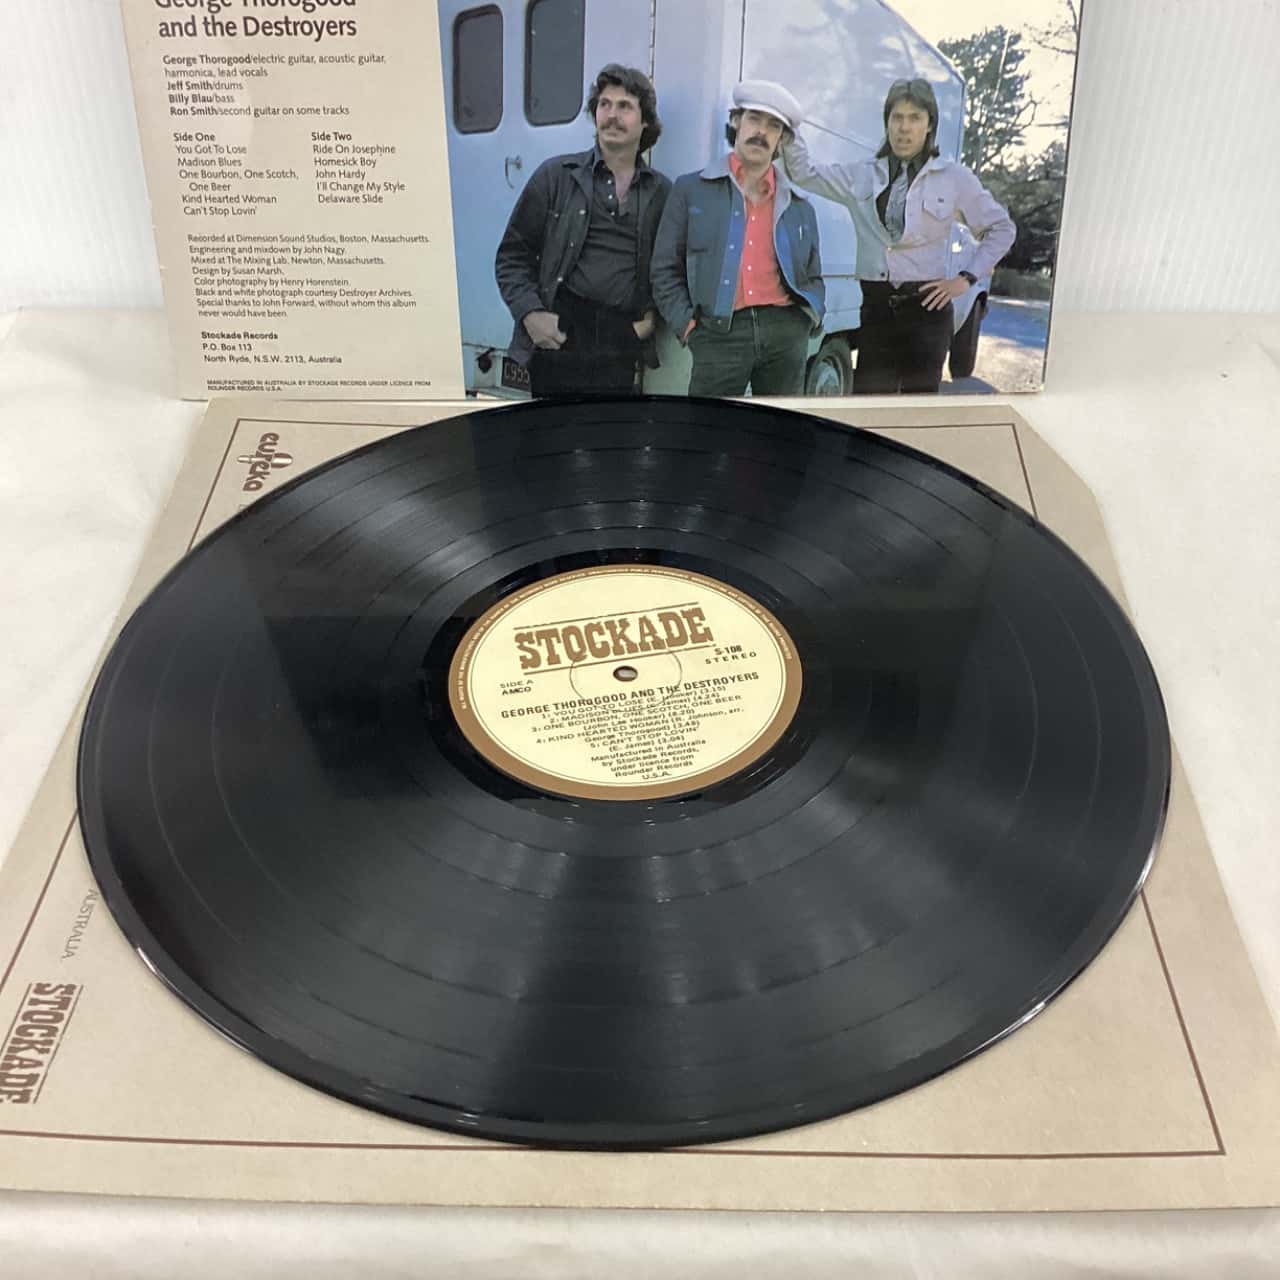 George Thorogood
and the Destroyers
George Thorogood/electric guitar, acoustic guitar,
harmonica, lead vocals
Jeff Smith/drums
Billy Blau/bass
Ron Smith/second guitar on some tracks
Side One
You Got To Lose
Madison Blues
One Bourbon, One Scotch,
One Beer
Kind Hearted Woman
Can't Stop Lovin'
Side Two
Ride On Josephine
Homesick Boy
John Hardy
I'll Change My Style
Delaware Slide
Recorded at Dimension Sound Studios, Boston, Massachusetts.
Engineering and mixdown by John Nagy.
Mixed at The Mixing Lab, Newton, Massachusetts.
Design by Susan Marsh.
Color photography by Henry Horenstein.
Black and white photograph courtesy Destroyer Archives.
Special thanks to John Forward, without whom this album
never would have been.
Stockade Records
P.O. Box 113
North Ryde, N.S.W. 2113, Australia
MANUFACTURED IN AUSTRALIA BY STOCKADE RECORDS UNDER LICENCE FROM
ROUNDER RECORDS U.S.A.
C955
eureka
AUSTRALIA
STOCKADE
STOCKADE
S-108
STEREO
SIDE A
AMCO
GEORGE THOROGOOD AND THE DESTROYERS
1: YOU GOT TO LOSE (E. Hooker) (3.15)
2: MADISON BLUES (E. James) (4.24)
3: ONE BOURBON, ONE SCOTCH, ONE BEER
(John Lee Hooker) (8.20)
4: KIND HEARTED WOMAN (R. Johnson, arr.
George Thorogood) (3.48)
5: CAN'T STOP LOVIN'
(E. James) (3.04)
Manufactured in Australia
by Stockade Records,
under licence from
Rounder Records
U.S.A.